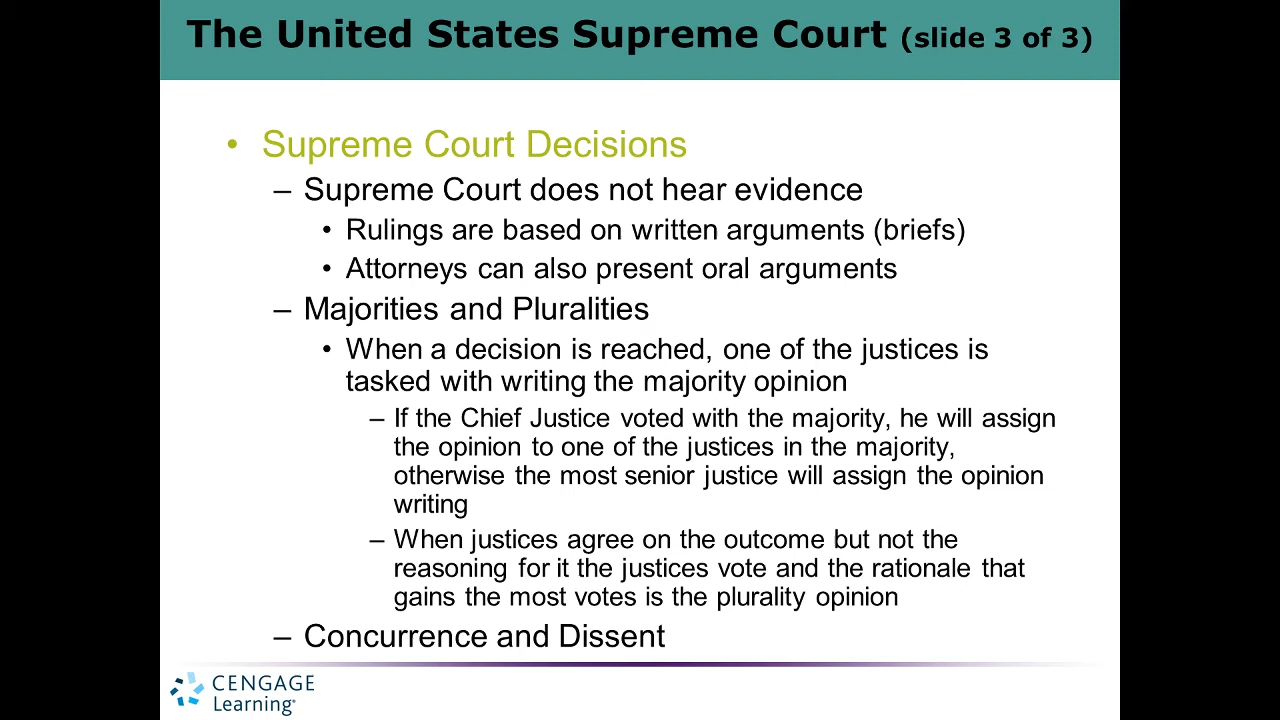 The United States Supreme Court (slide 3 of 3)
• Supreme Court Decisions
– Supreme Court does not hear evidence
• Rulings are based on written arguments (briefs)
• Attorneys can also present oral arguments
– Majorities and Pluralities
• When a decision is reached, one of the justices is
tasked with writing the majority opinion
– If the Chief Justice voted with the majority, he will assign
the opinion to one of the justices in the majority,
otherwise the most senior justice will assign the opinion
writing
– When justices agree on the outcome but not the
reasoning for it the justices vote and the rationale that
gains the most votes is the plurality opinion
– Concurrence and Dissent
CENGAGE
Learning®